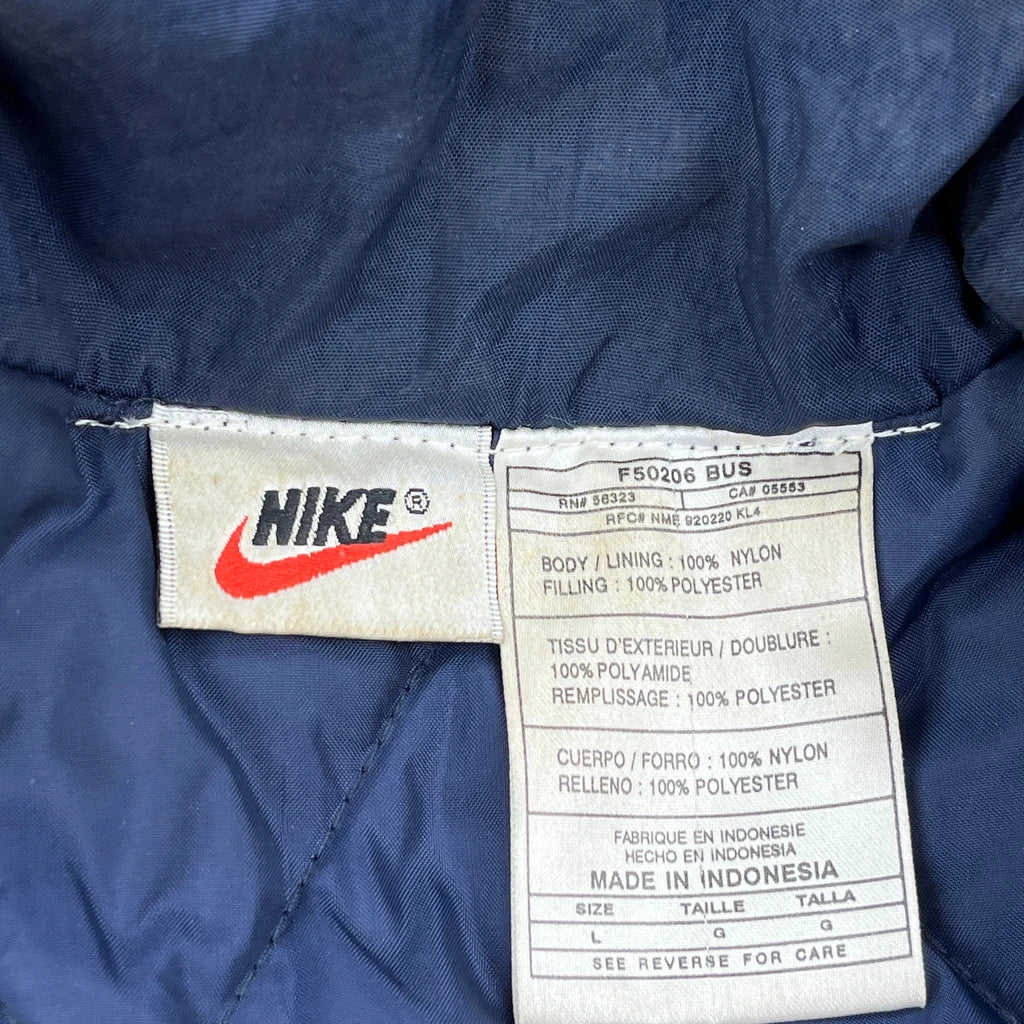 NIKE®
F50206 BUS
RN# 56323 CA# 05553
RFC# NME 920220 KL4
BODY / LINING : 100% NYLON
FILLING : 100% POLYESTER
TISSU D'EXTERIEUR / DOUBLURE :
100% POLYAMIDE
REMPLISSAGE : 100% POLYESTER
CUERPO / FORRO : 100% NYLON
RELLENO : 100% POLYESTER
FABRIQUE EN INDONESIE
HECHO EN INDONESIA
MADE IN INDONESIA
SIZE TAILLE TALLA
L G G
SEE REVERSE FOR CARE